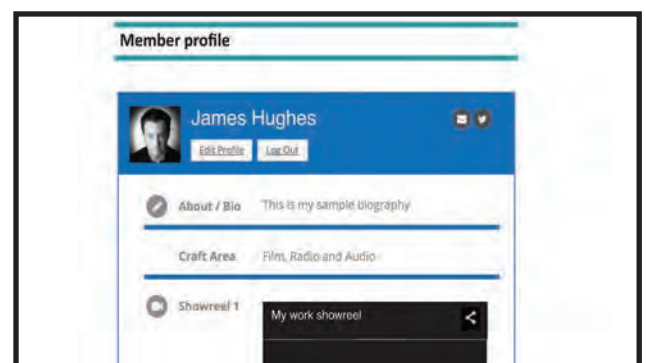 Member profile
James Hughes
Edit Profile Log Out
About / Bio This is my sample biography
Craft Area Film, Radio and Audio
Showreel 1 My work showreel